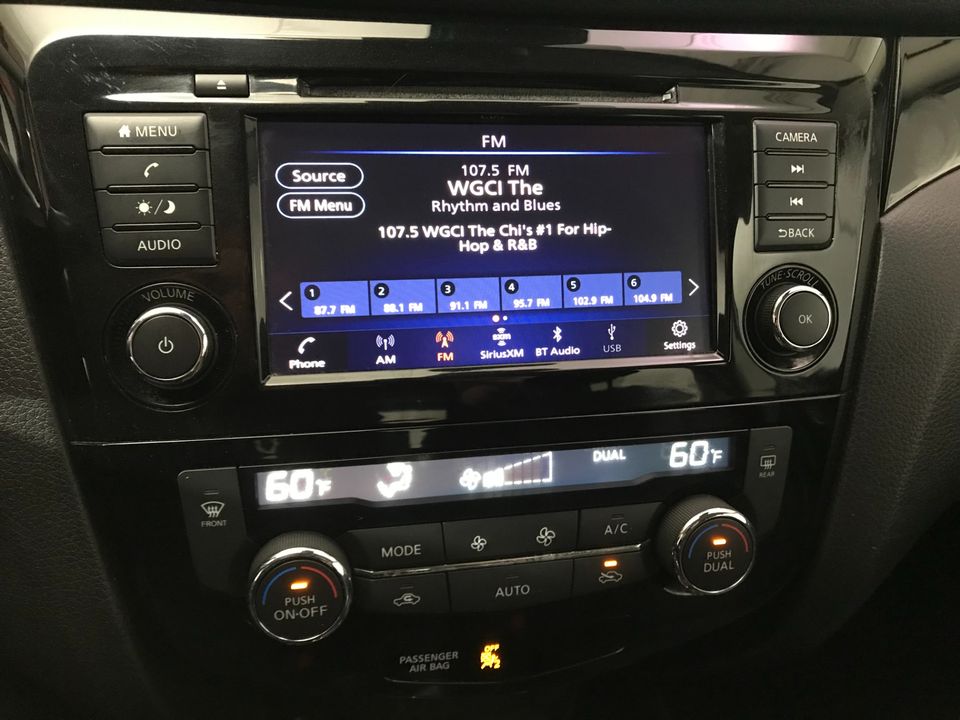 MENU
AUDIO
VOLUME
FM
Source
FM Menu
107.5 FM
WGCI The
Rhythm and Blues
107.5 WGCI The Chi's #1 For Hip-
Hop & R&B
1 2 3 4 5 6
87.7 FM 88.1 FM 91.1 FM 95.7 FM 102.9 FM 104.9 FM
Phone AM FM SiriusXM BT Audio USB Settings
CAMERA
BACK
TUNE·SCROLL
OK
60°F DUAL 60°F
FRONT
REAR
MODE
A/C
AUTO
PUSH
ON·OFF
PUSH
DUAL
PASSENGER
AIR BAG
OFF